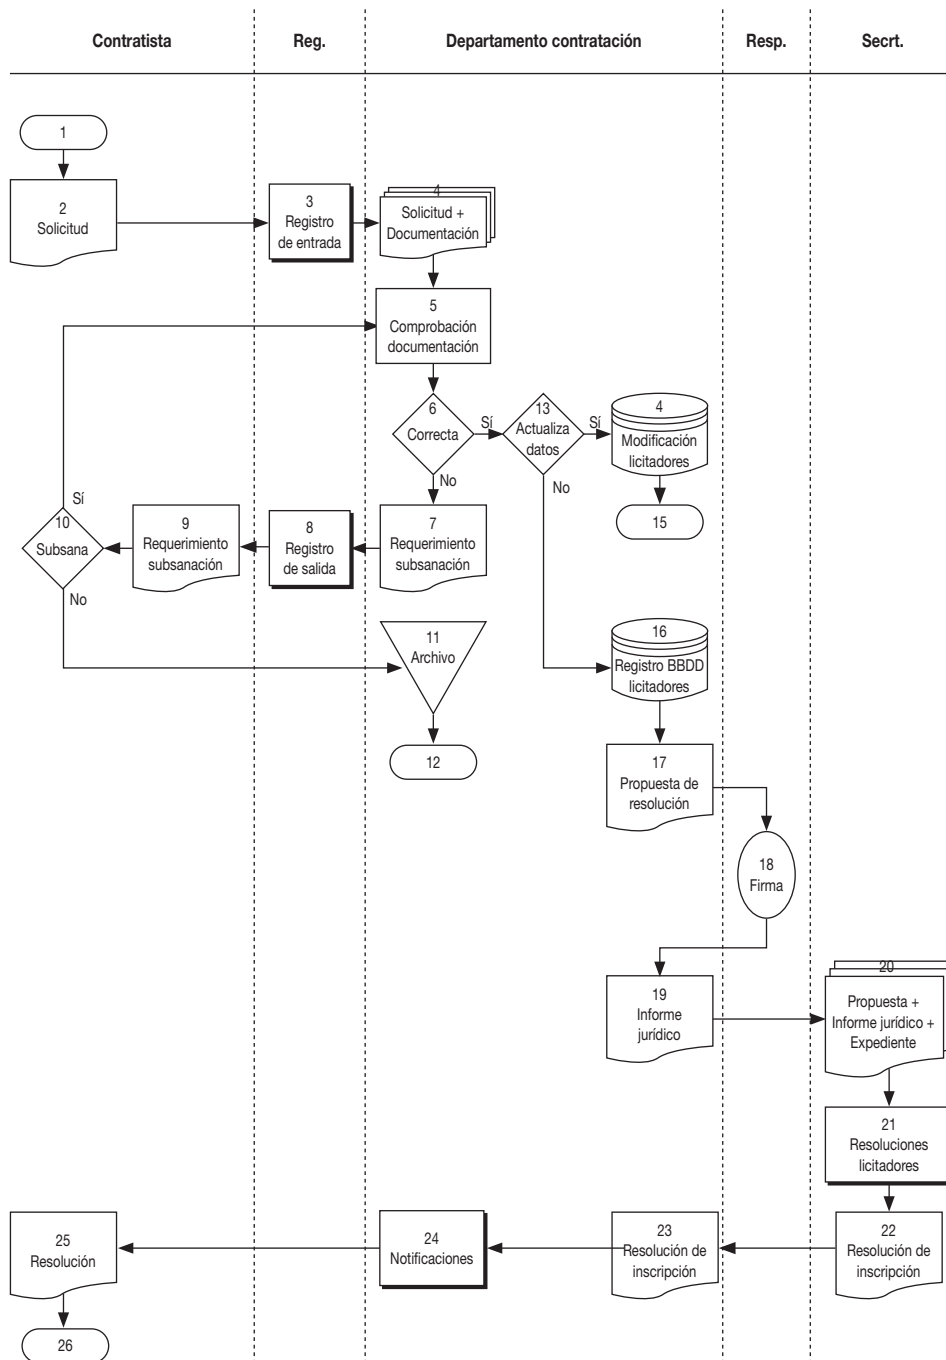 Contratista
Reg.
Departamento contratación
Resp.
Secrt.
1
2
Solicitud
3
Registro
de entrada
4
Solicitud +
Documentación
5
Comprobación
documentación
6
Correcta
Sí
No
13
Actualiza
datos
Sí
No
4
Modificación
licitadores
15
10
Subsana
Sí
No
9
Requerimiento
subsanación
8
Registro
de salida
7
Requerimiento
subsanación
11
Archivo
12
16
Registro BBDD
licitadores
17
Propuesta de
resolución
18
Firma
19
Informe
jurídico
20
Propuesta +
Informe jurídico +
Expediente
21
Resoluciones
licitadores
22
Resolución de
inscripción
23
Resolución de
inscripción
24
Notificaciones
25
Resolución
26